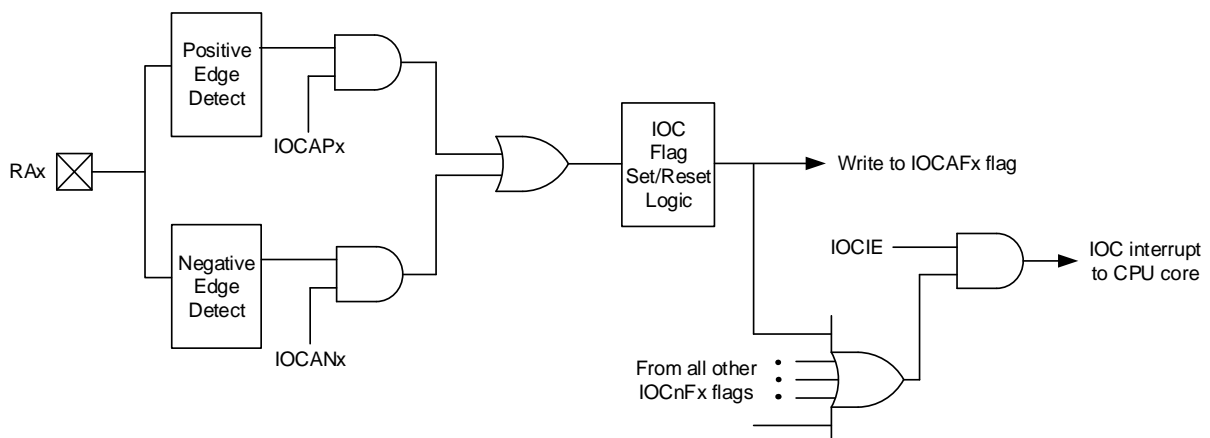 Positive
Edge
Detect
IOCAPx
RAx
Negative
Edge
Detect
IOCANx
IOC
Flag
Set/Reset
Logic
Write to IOCAFx flag
IOCIE
IOC interrupt
to CPU core
From all other
IOCnFx flags